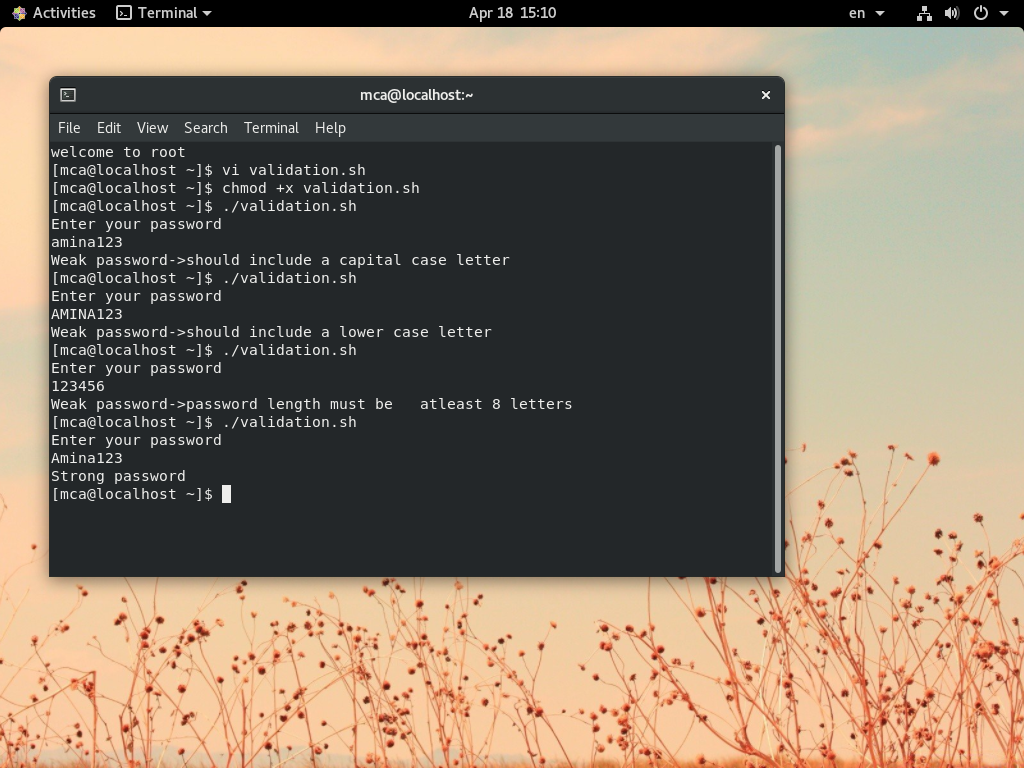 Activities Terminal Apr 18 15:10 en
mca@localhost:~
File Edit View Search Terminal Help
welcome to root
[mca@localhost ~]$ vi validation.sh
[mca@localhost ~]$ chmod +x validation.sh
[mca@localhost ~]$ ./validation.sh
Enter your password
amina123
Weak password->should include a capital case letter
[mca@localhost ~]$ ./validation.sh
Enter your password
AMINA123
Weak password->should include a lower case letter
[mca@localhost ~]$ ./validation.sh
Enter your password
123456
Weak password->password length must be   atleast 8 letters
[mca@localhost ~]$ ./validation.sh
Enter your password
Amina123
Strong password
[mca@localhost ~]$